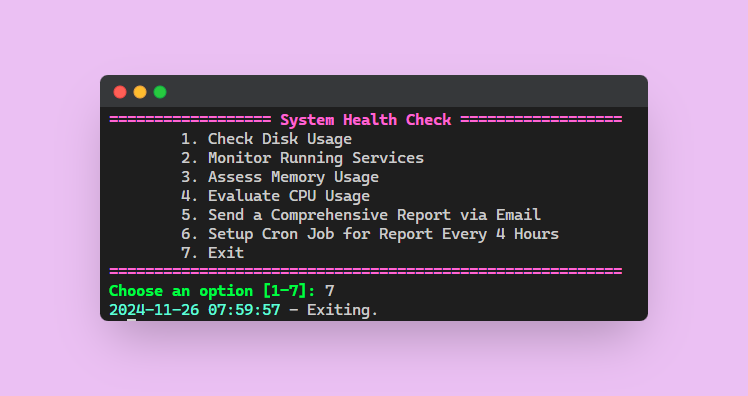 ================== System Health Check ==================
1. Check Disk Usage
2. Monitor Running Services
3. Assess Memory Usage
4. Evaluate CPU Usage
5. Send a Comprehensive Report via Email
6. Setup Cron Job for Report Every 4 Hours
7. Exit
=========================================================
Choose an option [1-7]: 7
2024-11-26 07:59:57 - Exiting.